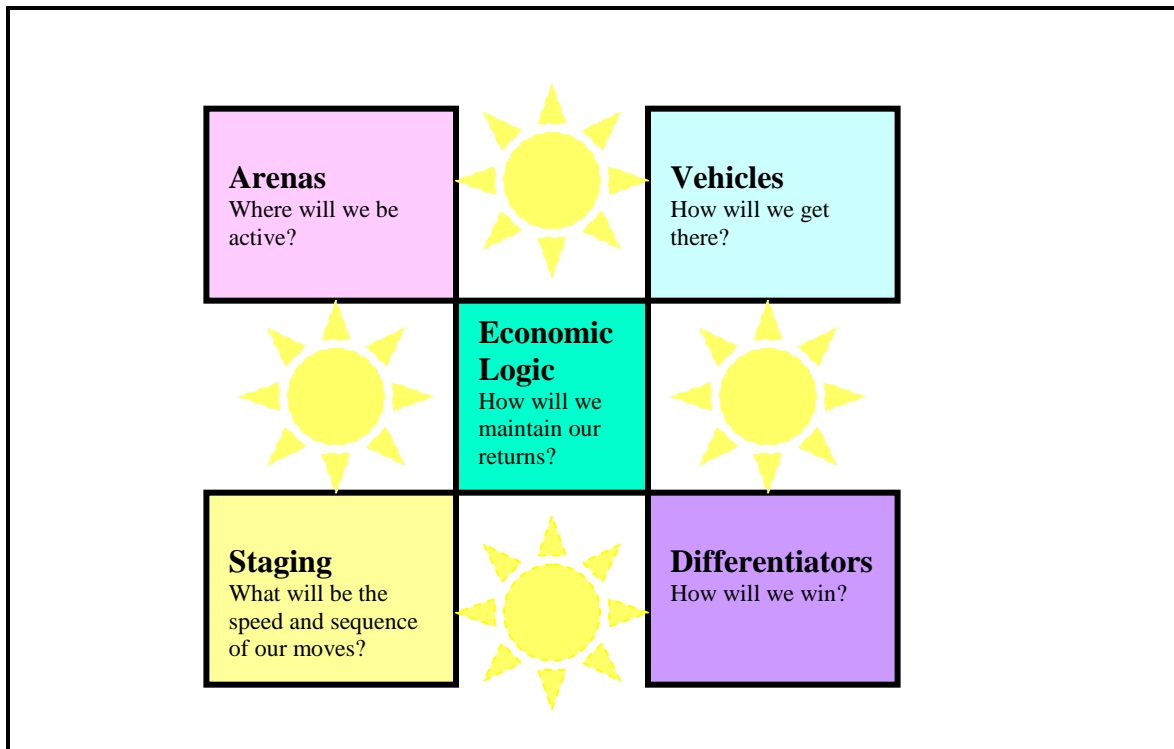 Arenas
Where will we be
active?
Vehicles
How will we get
there?
Economic
Logic
How will we
maintain our
returns?
Staging
What will be the
speed and sequence
of our moves?
Differentiators
How will we win?